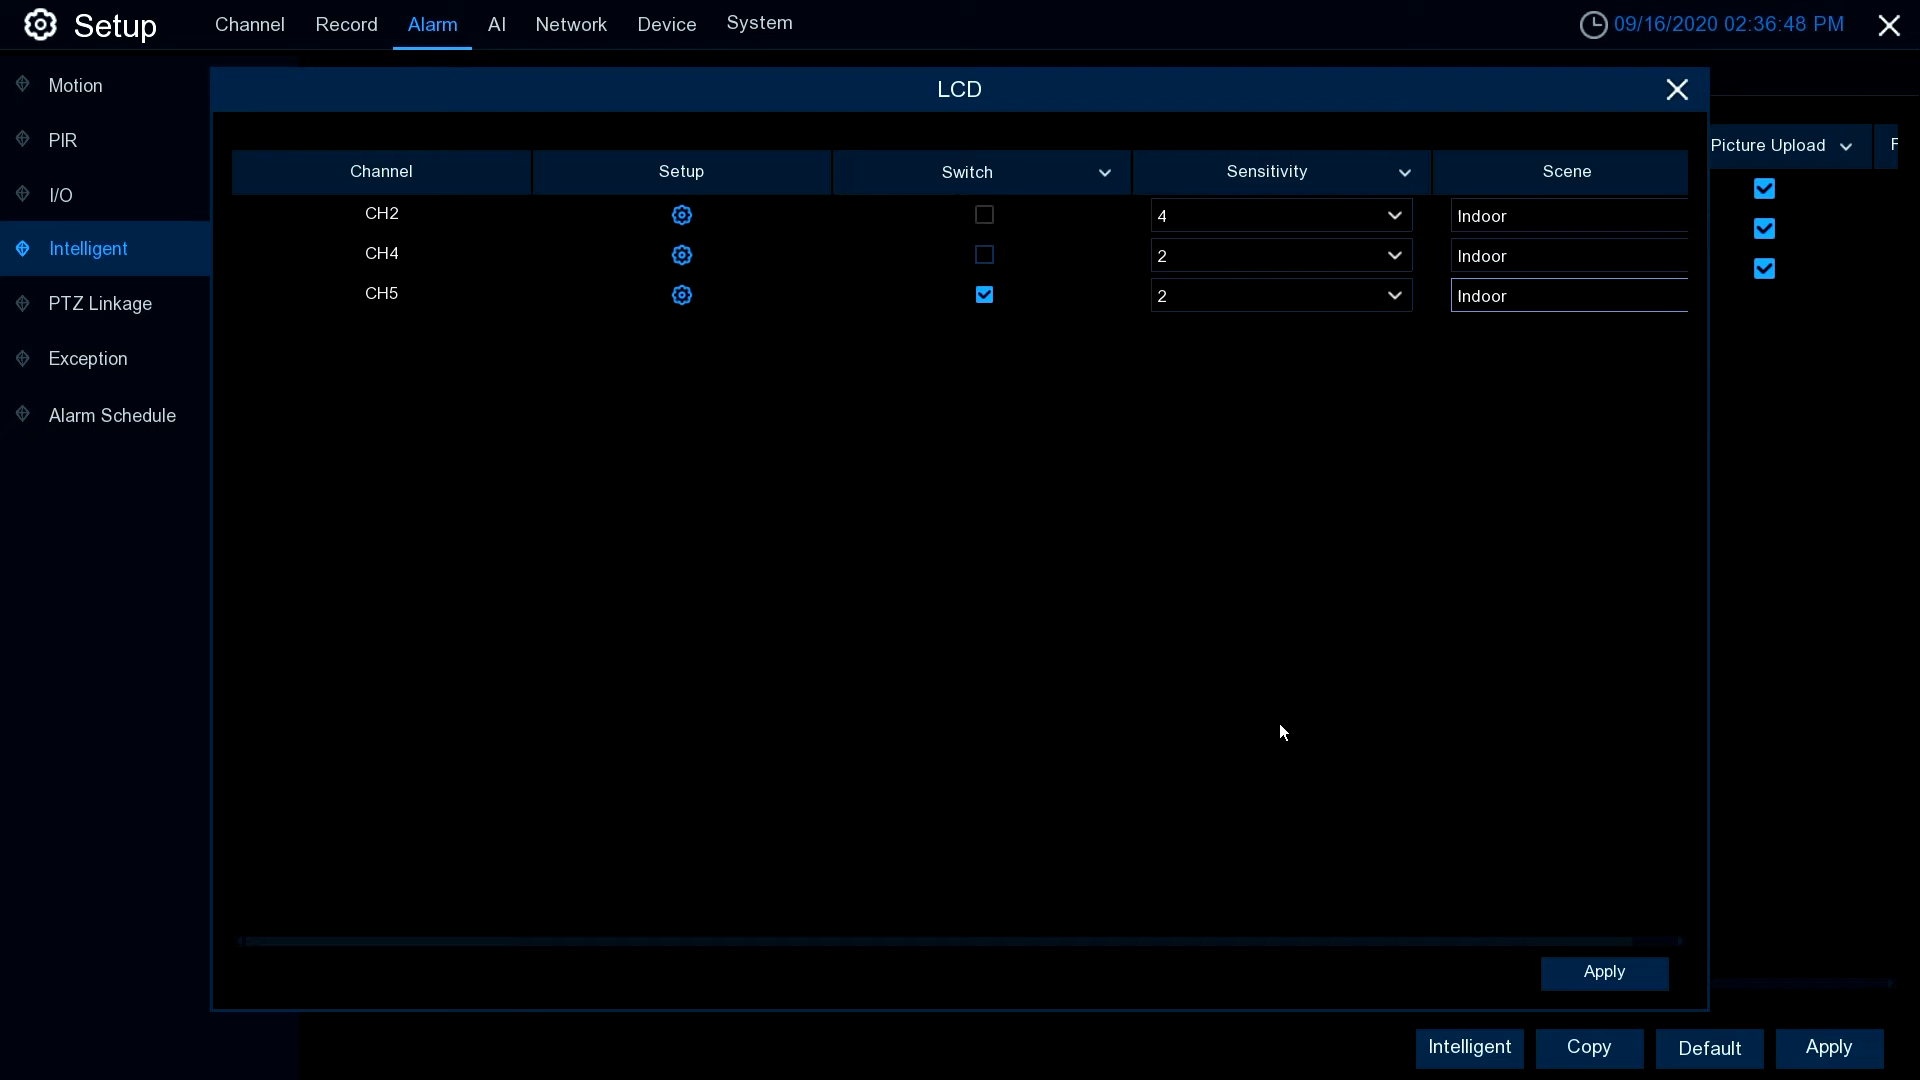 Setup Channel Record Alarm AI Network Device System 09/16/2020 02:36:48 PM
Motion
PIR
I/O
Intelligent
PTZ Linkage
Exception
Alarm Schedule
LCD
Channel Setup Switch Sensitivity Scene
CH2 4 Indoor
CH4 2 Indoor
CH5 2 Indoor
Apply
Picture Upload F
Intelligent Copy Default Apply